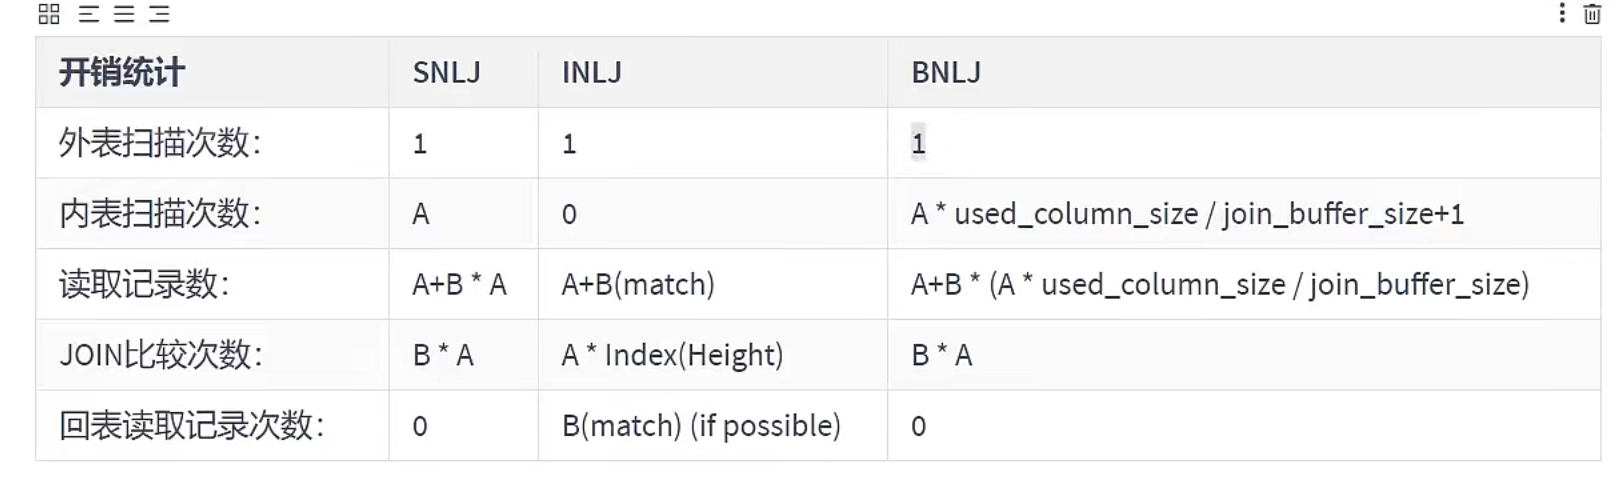 开销统计 SNLJ INLJ BNLJ
外表扫描次数： 1 1 1
内表扫描次数： A 0 A * used_column_size / join_buffer_size+1
读取记录数： A+B * A A+B(match) A+B * (A * used_column_size / join_buffer_size)
JOIN比较次数： B * A A * Index(Height) B * A
回表读取记录次数： 0 B(match) (if possible) 0